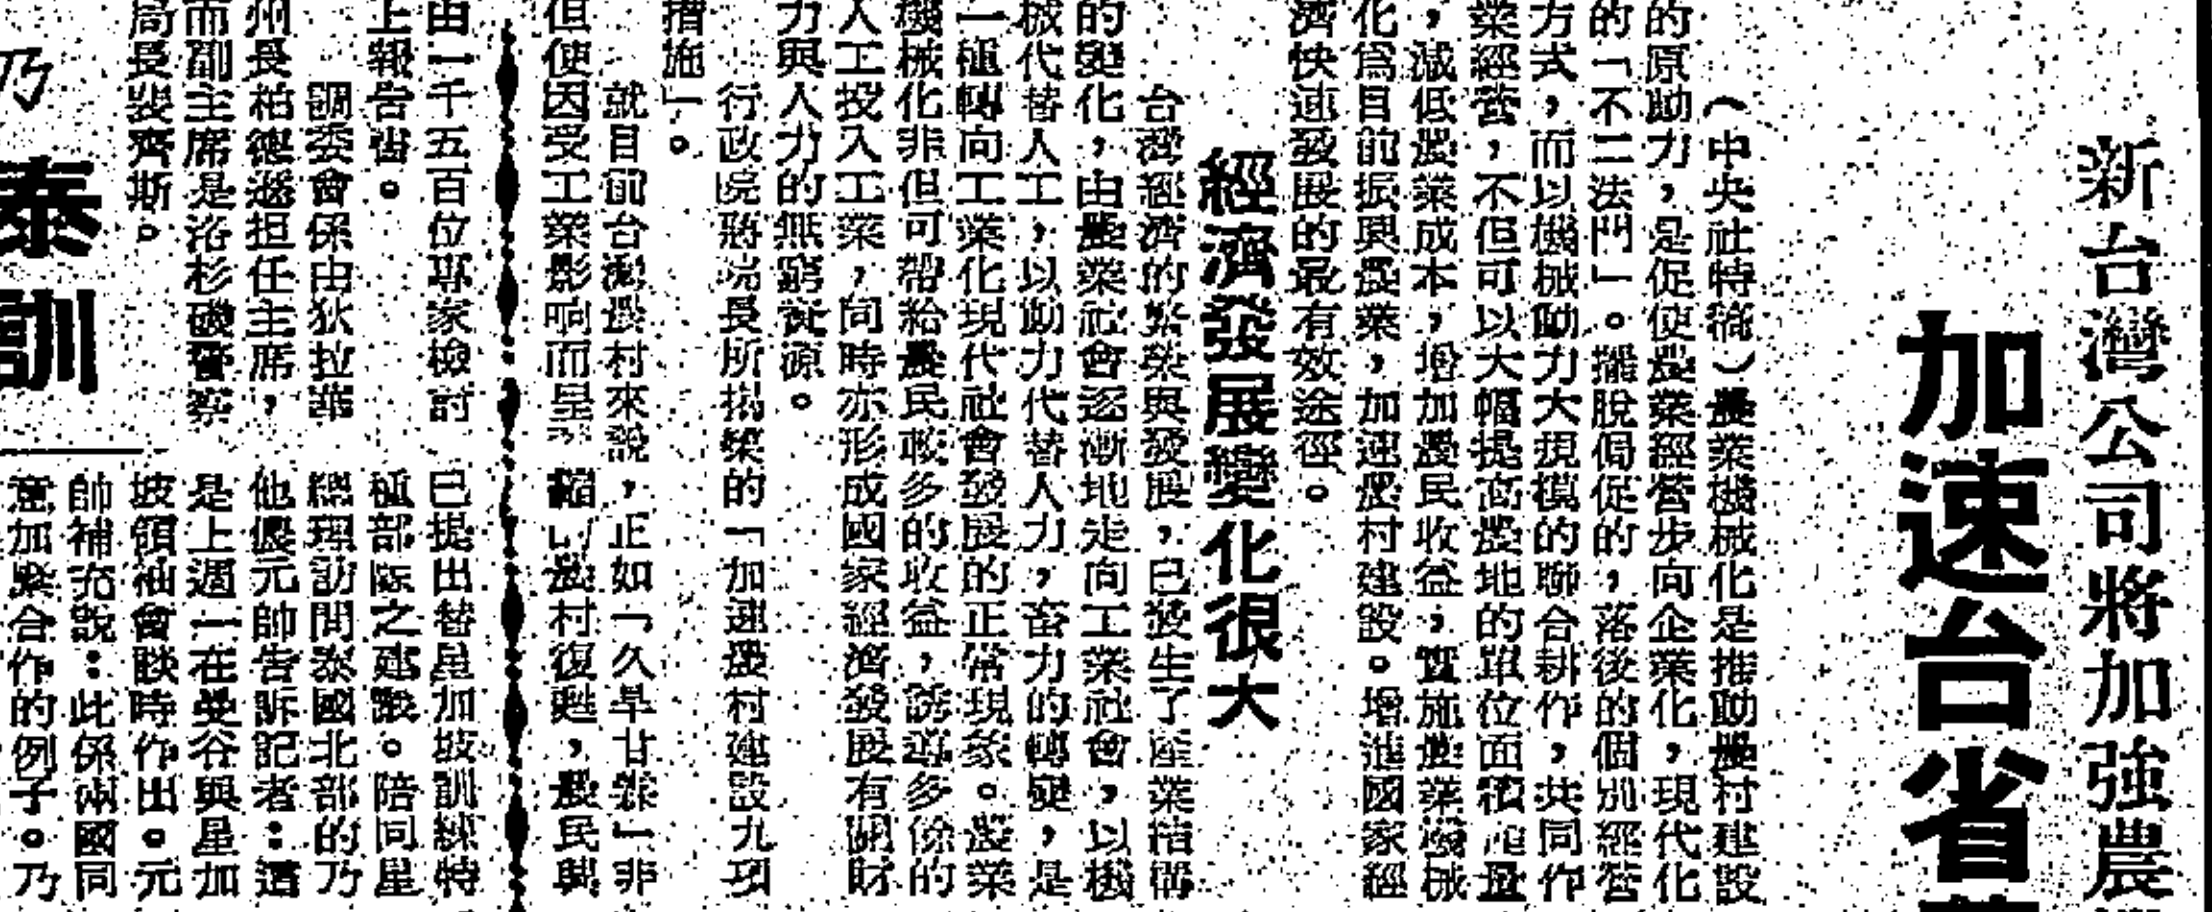 新台灣公司將加強農
加速台省
（中央社特稿）農業機械化是推動農村建設
的原動力，是促使農業經營步向企業化，現代化
的「不二法門」。擺脫侷促的，落後的個別經營
方式，而以機械動力大規模的聯合耕作，共同作
業經營，不但可以大幅提高農地的單位面積產量
，減低農業成本，增加農民收益，實施農業機械
化為目前振興農業，加速農村建設。增進國家經
濟快速發展的最有效途徑。
經濟發展變化很大
台灣經濟的繁榮與發展，已發生了產業結構
的變化，由農業社會逐漸地走向工業社會，以機
械代替人工，以動力代替人力，畜力的轉變，是
一種轉向工業化現代社會發展的正常現象。農業
機械化非但可帶給農民較多的收益，誘導多餘的
人工投入工業，同時亦形成國家經濟發展有關財
力與人力的無窮資源。
行政院蔣院長所揭櫫的「加速農村建設九項
措施」。
就目前台灣農村來說，正如「久旱甘霖」非
但使因受工業影响而呈萎縮的農村復甦，農民興
由一千五百位專家檢討
上報告書。
調委會係由狄拉華
州長柏德遜担任主席，
而副主席是洛杉磯警察
局長斐齊斯。
乃
泰
訓
已提出替星加坡訓練特
種部隊之建議。陪同星
總理訪問泰國北部的乃
他儂元帥告訴記者：這
是上週一在曼谷與星加
坡領袖會談時作出。元
帥補充說：此係兩國同
意加緊合作的例子。乃